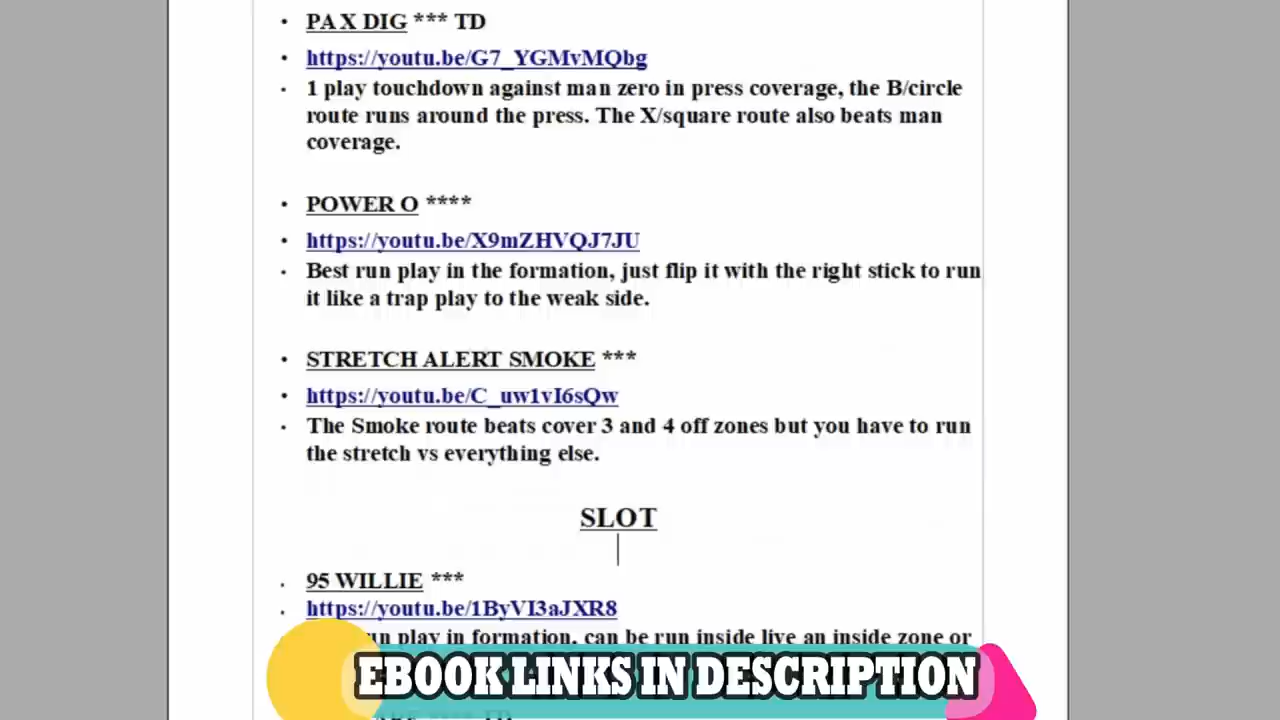 PA X DIG *** TD
https://youtu.be/G7_YGMvMQbg
1 play touchdown against man zero in press coverage, the B/circle
route runs around the press. The X/square route also beats man
coverage.
POWER O ****
https://youtu.be/X9mZHVQJ7JU
Best run play in the formation, just flip it with the right stick to run
it like a trap play to the weak side.
STRETCH ALERT SMOKE ***
https://youtu.be/C_uw1vI6sQw
The Smoke route beats cover 3 and 4 off zones but you have to run
the stretch vs everything else.
SLOT
95 WILLIE ***
https://youtu.be/1ByVI3aJXR8
play in formation, can be run inside live an inside zone or
EBOOK LINKS IN DESCRIPTION